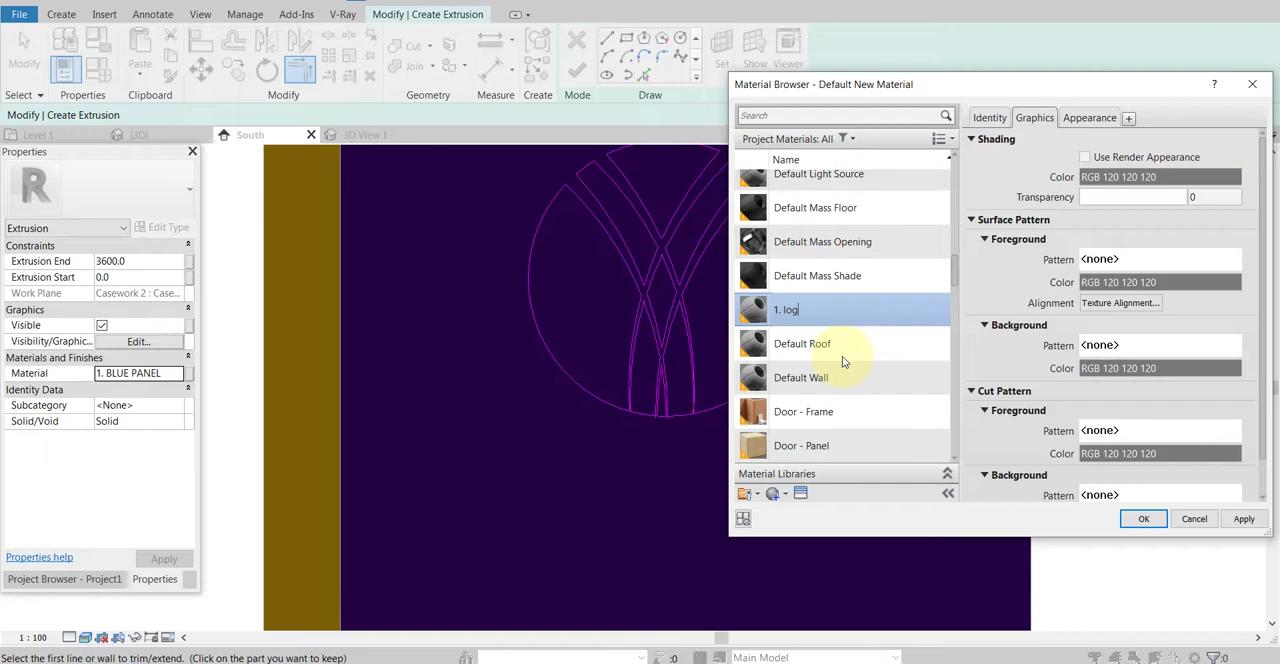 File Create Insert Annotate View Manage Add-Ins V-Ray Modify | Create Extrusion
Modify Paste Cut Join Set Show Viewer
Select Properties Clipboard Modify Geometry Measure Create Mode Draw
Modify | Create Extrusion
Level 1 {3D} South 3D View 1
Properties
Extrusion Edit Type
Constraints
Extrusion End 3600.0
Extrusion Start 0.0
Work Plane Casework 2 : Case...
Graphics
Visible
Visibility/Graphic... Edit...
Materials and Finishes
Material 1. BLUE PANEL
Identity Data
Subcategory <None>
Solid/Void Solid
Properties help Apply
Project Browser - Project1 Properties
Material Browser - Default New Material ?
Search
Project Materials: All
Name
Default Light Source
Default Mass Floor
Default Mass Opening
Default Mass Shade
1. log
Default Roof
Default Wall
Door - Frame
Door - Panel
Material Libraries
Identity Graphics Appearance
Shading
Use Render Appearance
Color RGB 120 120 120
Transparency 0
Surface Pattern
Foreground
Pattern <none>
Color RGB 120 120 120
Alignment Texture Alignment...
Background
Pattern <none>
Color RGB 120 120 120
Cut Pattern
Foreground
Pattern <none>
Color RGB 120 120 120
Background
Pattern <none>
OK Cancel Apply
1 : 100
Select the first line or wall to trim/extend. (Click on the part you want to keep) :0 Main Model :0